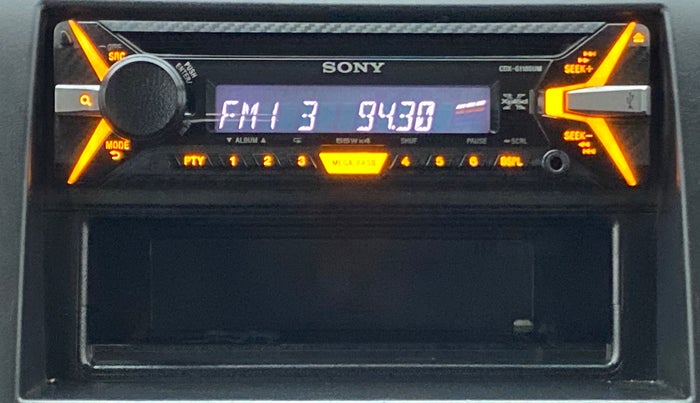 SRC
PUSH ENTER/
SONY
CDX-G1180UM
SEEK+
FM1 3 94.30
MODE
▼ ALBUM ▲
55W×4
SHUF
PAUSE
SCRL
SEEK−
PTY 1 2 3 MEGA BASS 4 5 6 DSPL